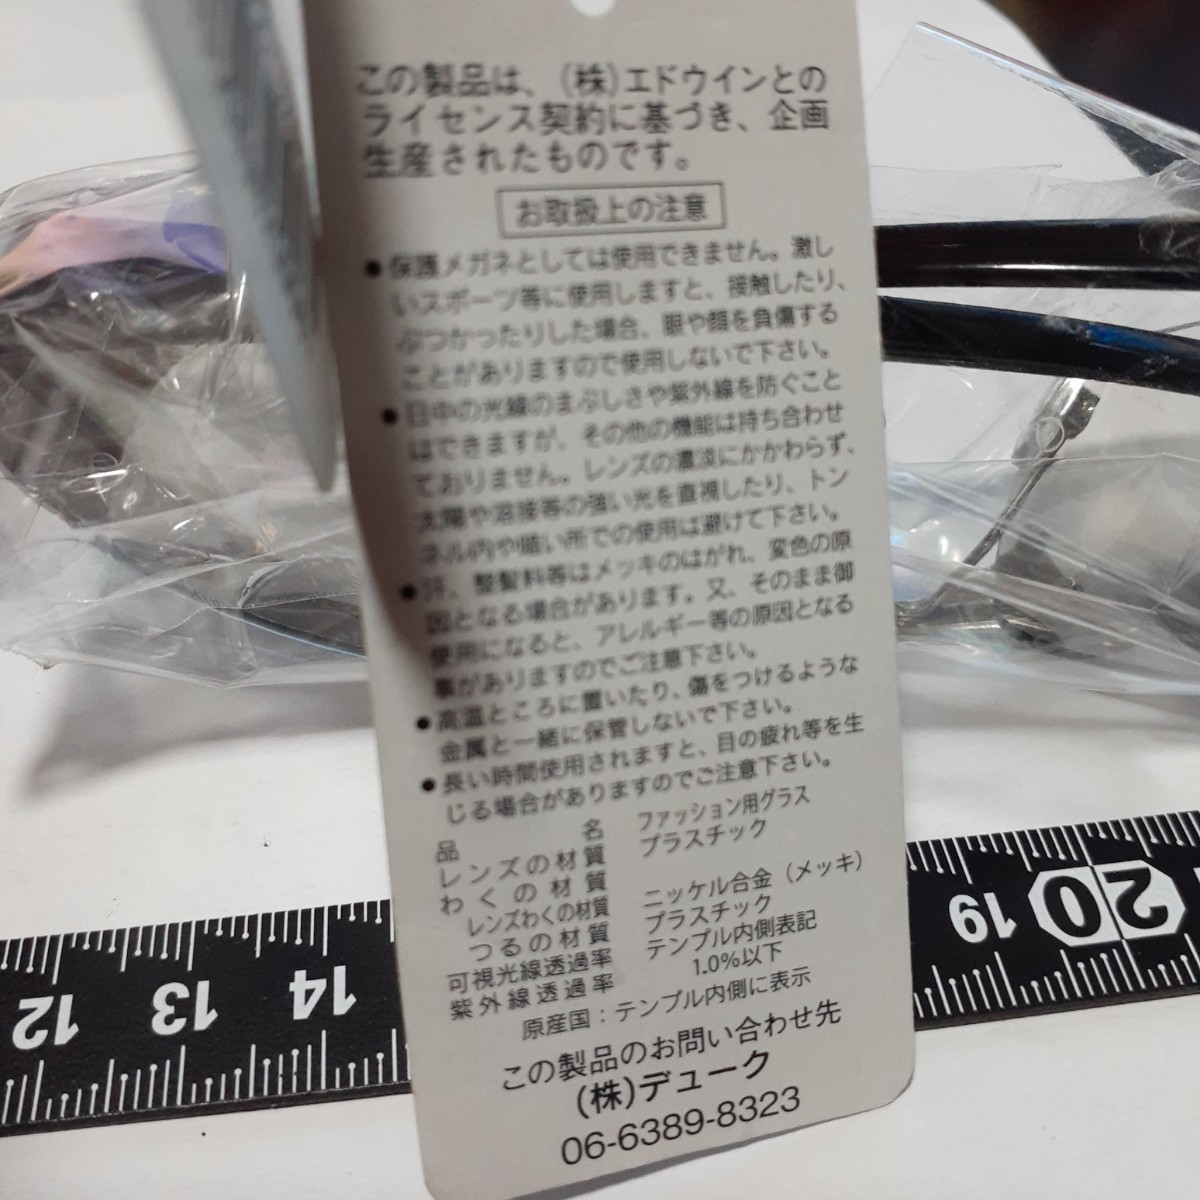 この製品は、(株)エドウインとの
ライセンス契約に基づき、企画
生産されたものです。
お取扱上の注意
●保護メガネとしては使用できません。激し
いスポーツ等に使用しますと、接触したり、
ぶつかったりした場合、眼や顔を負傷する
ことがありますので使用しないで下さい。
●日中の光線のまぶしさや紫外線を防ぐこと
はできますが、その他の機能は持ち合わせ
ておりません。レンズの濃淡にかかわらず、
太陽や溶接等の強い光を直視したり、トン
ネル内や暗い所での使用は避けて下さい。
●汗、整髪料等はメッキのはがれ、変色の原
因となる場合があります。又、そのまま御
使用になると、アレルギー等の原因となる
事がありますのでご注意下さい。
●高温ところに置いたり、傷をつけるような
金属と一緒に保管しないで下さい。
●長い時間使用されますと、目の疲れ等を生
じる場合がありますのでご注意下さい。
品名 ファッション用グラス
レンズの材質 プラスチック
わくの材質
レンズわくの材質 ニッケル合金(メッキ)
つるの材質 プラスチック
可視光線透過率 テンプル内側表記
紫外線透過率 1.0%以下
原産国：テンプル内側に表示
この製品のお問い合わせ先
(株)デューク
06-6389-8323
12 13 14 19 20